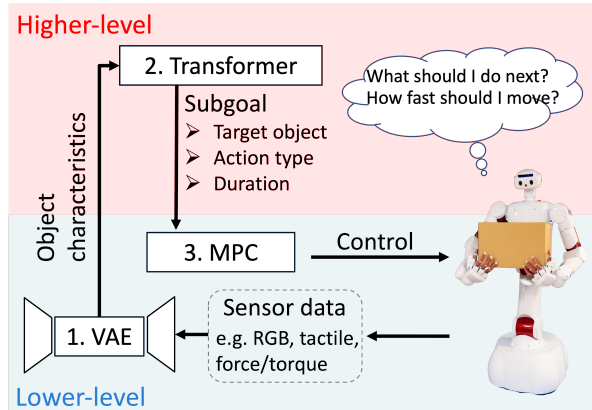 Higher-level
2. Transformer
What should I do next?
How fast should I move?
Subgoal
➢ Target object
➢ Action type
➢ Duration
Object
characteristics
3. MPC
Control
1. VAE
Sensor data
e.g. RGB, tactile,
force/torque
Lower-level